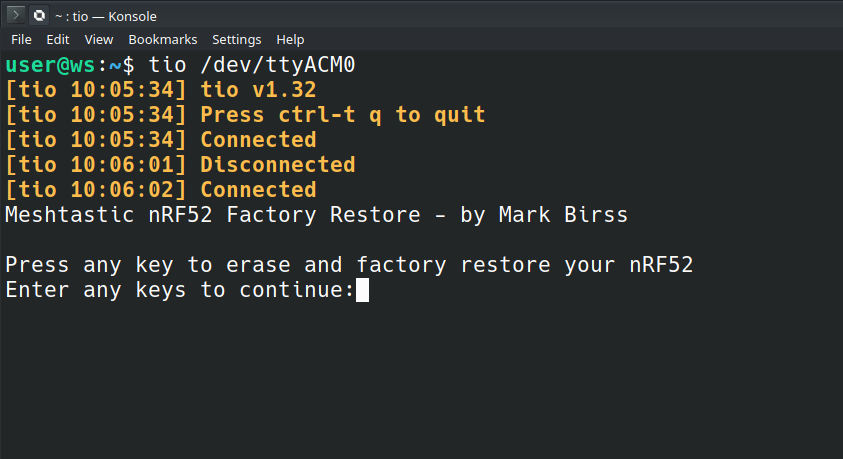 ~ : tio — Konsole
File Edit View Bookmarks Settings Help
user@ws:~$ tio /dev/ttyACM0
[tio 10:05:34] tio v1.32
[tio 10:05:34] Press ctrl-t q to quit
[tio 10:05:34] Connected
[tio 10:06:01] Disconnected
[tio 10:06:02] Connected
Meshtastic nRF52 Factory Restore - by Mark Birss
Press any key to erase and factory restore your nRF52
Enter any keys to continue: